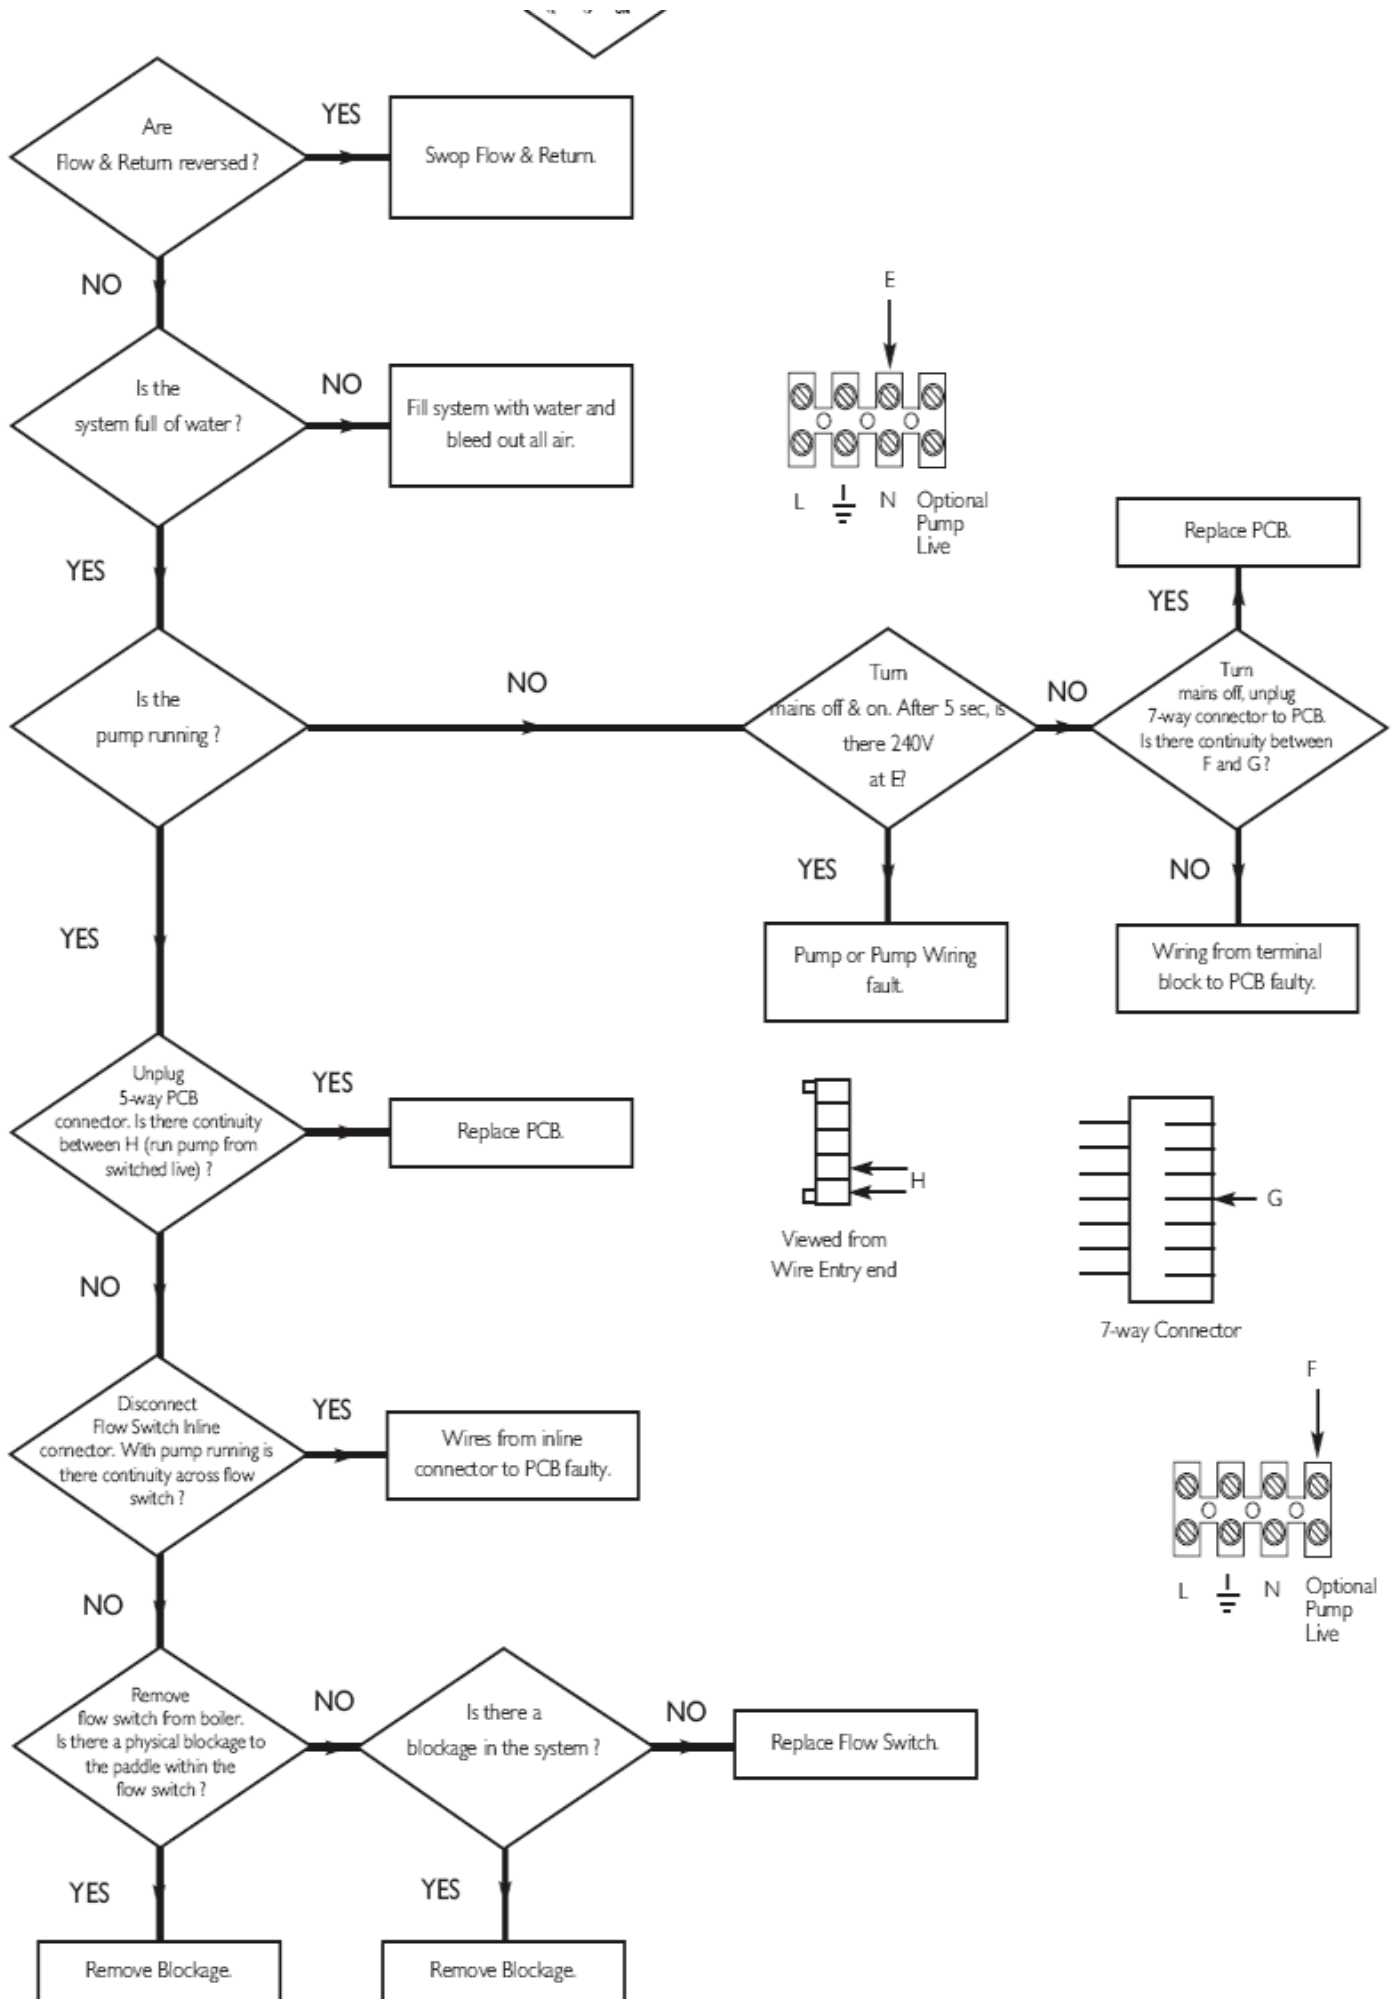 Are
Flow & Return reversed ?
YES
Swop Flow & Return.
NO
E
Is the
system full of water ?
NO
Fill system with water and
bleed out all air.
L
N
Optional
Pump
Live
YES
Replace PCB.
YES
Is the
pump running ?
NO
Turn
mains off & on. After 5 sec, is
there 240V
at E?
NO
Turn
mains off, unplug
7-way connector to PCB.
Is there continuity between
F and G ?
YES
NO
YES
Pump or Pump Wiring
fault.
Wiring from terminal
block to PCB faulty.
Unplug
5-way PCB
connector. Is there continuity
between H (run pump from
switched live) ?
YES
Replace PCB.
H
Viewed from
Wire Entry end
G
7-way Connector
NO
F
Disconnect
Flow Switch Inline
connector. With pump running is
there continuity across flow
switch ?
YES
Wires from inline
connector to PCB faulty.
L
N
Optional
Pump
Live
NO
Remove
flow switch from boiler.
Is there a physical blockage to
the paddle within the
flow switch ?
NO
Is there a
blockage in the system ?
NO
Replace Flow Switch.
YES
YES
Remove Blockage.
Remove Blockage.